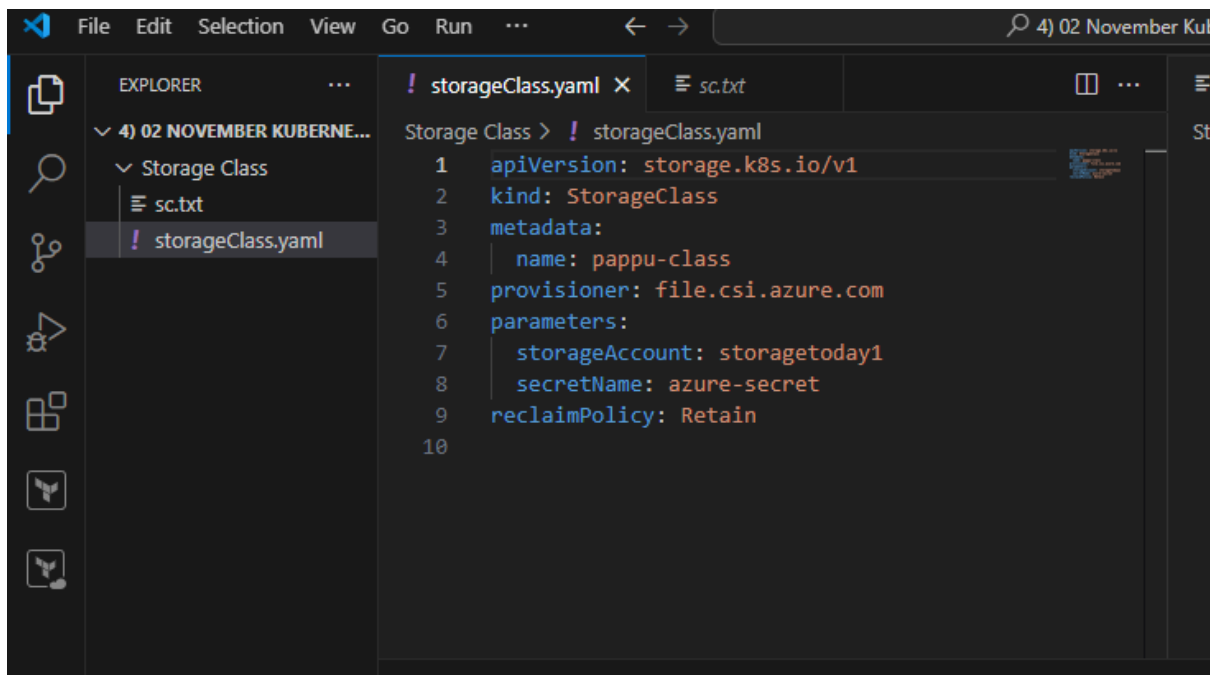 File Edit Selection View Go Run ··· ← → 4) 02 November Kub
EXPLORER ···
4) 02 NOVEMBER KUBERNE...
Storage Class
sc.txt
! storageClass.yaml
! storageClass.yaml × sc.txt ···
Storage Class > ! storageClass.yaml St
1 apiVersion: storage.k8s.io/v1
2 kind: StorageClass
3 metadata:
4 name: pappu-class
5 provisioner: file.csi.azure.com
6 parameters:
7 storageAccount: storagetoday1
8 secretName: azure-secret
9 reclaimPolicy: Retain
10